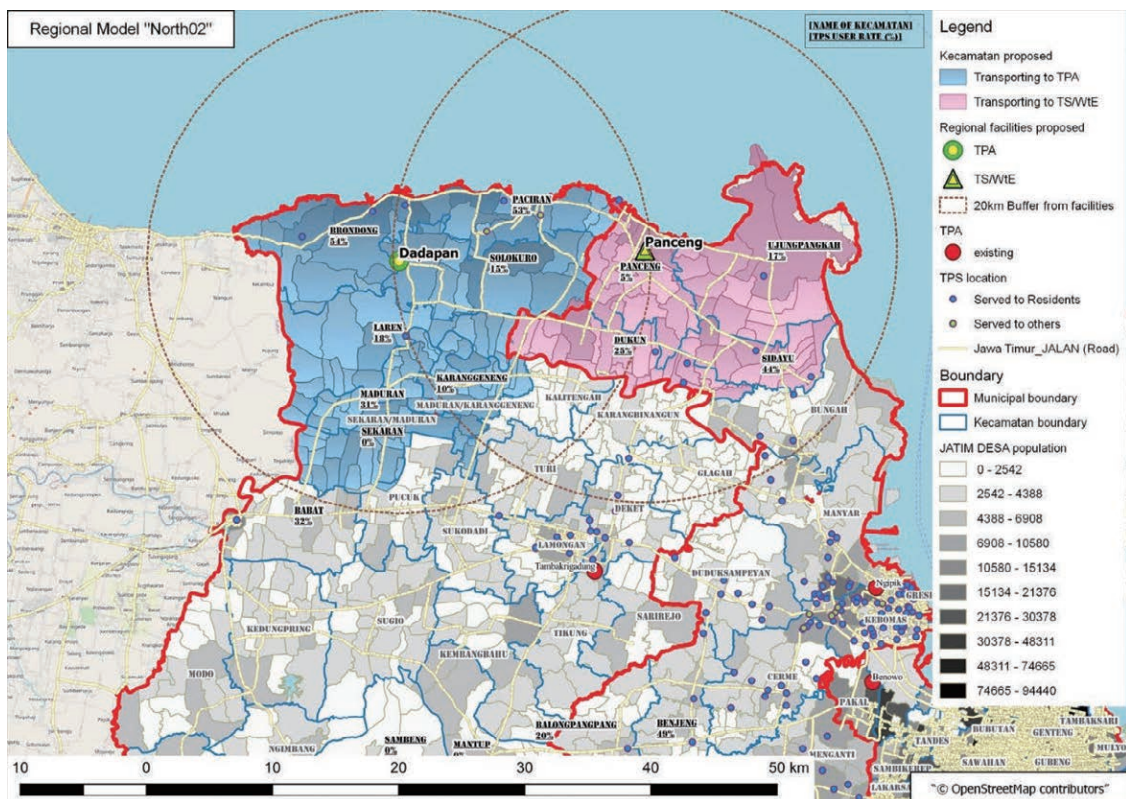 Regional Model "North02"
[NAME OF KECAMATAN]
[TPS USER RATE (%)]
Legend
Kecamatan proposed
Transporting to TPA
Transporting to TS/WtE
Regional facilities proposed
TPA
TS/WtE
20km Buffer from facilities
TPA
existing
TPS location
Served to Residents
Served to others
Jawa Timur_JALAN (Road)
Boundary
Municipal boundary
Kecamatan boundary
JATIM DESA population
0 - 2542
2542 - 4388
4388 - 6908
6908 - 10580
10580 - 15134
15134 - 21376
21376 - 30378
30378 - 48311
48311 - 74665
74665 - 94440
PACIRAN
53%
BRONDONG
54%
Dadapan
SOLOKURO
15%
Panceng
PANCENG
5%
UJUNGPANGKAH
17%
LAREN
18%
DUKUN
25%
SIDAYU
44%
KARANGGENENG
10%
MADURAN
31%
MADURAN/KARANGGENENG
SEKARAN/MADURAN
SEKARAN
0%
KALITENGAH
KARANGBINANGUN
BUNGAH
TURI
GLAGAH
PUCUK
BABAT
32%
SUKODADI
DEKET
MANYAR
LAMONGAN
Tambakrigadung
DUDUKSAMPEYAN
Ngipik
GRESI
KEBOMAS
KEDUNGPRING
SUGIO
TIKUNG
SARIREJO
KEMBANGBAHU
MODO
CERME
Benowo
PAKAL
BALONGPANGPANG
20%
BENJENG
49%
SAMBENG
0%
MANTUP
NGIMBANG
MENGANTI
TANDES
BUBUTAN
GENTENG
TAMBAKSARI
MULYO
SAMBIKEREP
SAWAHAN
GUBENG
LAKARSA
10 0 10 20 30 40 50 km
"© OpenStreetMap contributors"